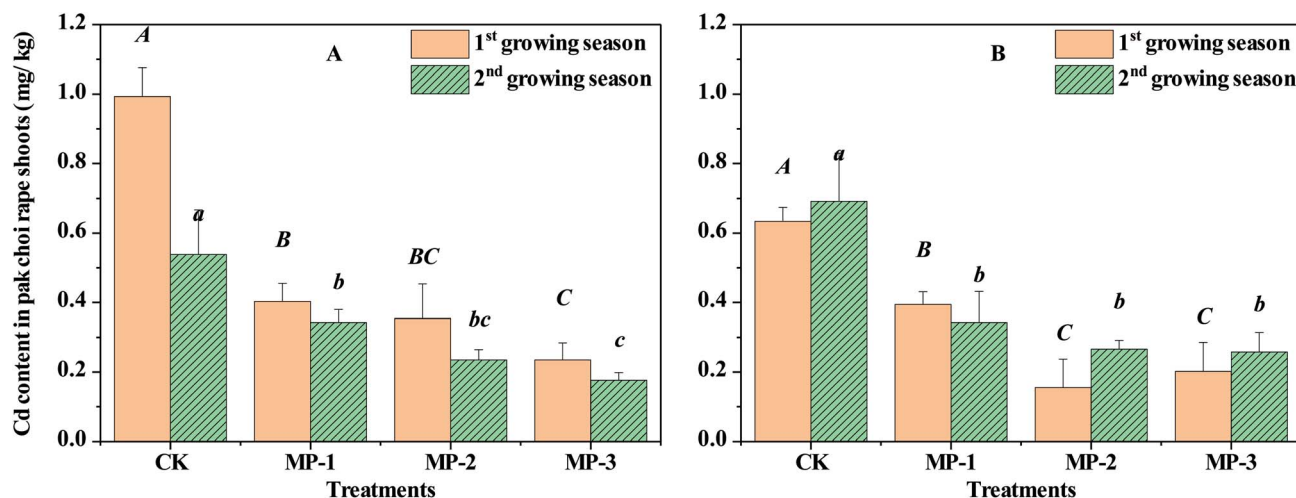 Cd content in pak choi rape shoots (mg/ kg)
1.2
1.0
0.8
0.6
0.4
0.2
0.0
A
1st growing season
2nd growing season
A
a
B
b
BC
bc
C
c
CK
MP-1
MP-2
MP-3
Treatments
1.2
1.0
0.8
0.6
0.4
0.2
0.0
B
1st growing season
2nd growing season
A
a
B
b
C
b
C
b
CK
MP-1
MP-2
MP-3
Treatments